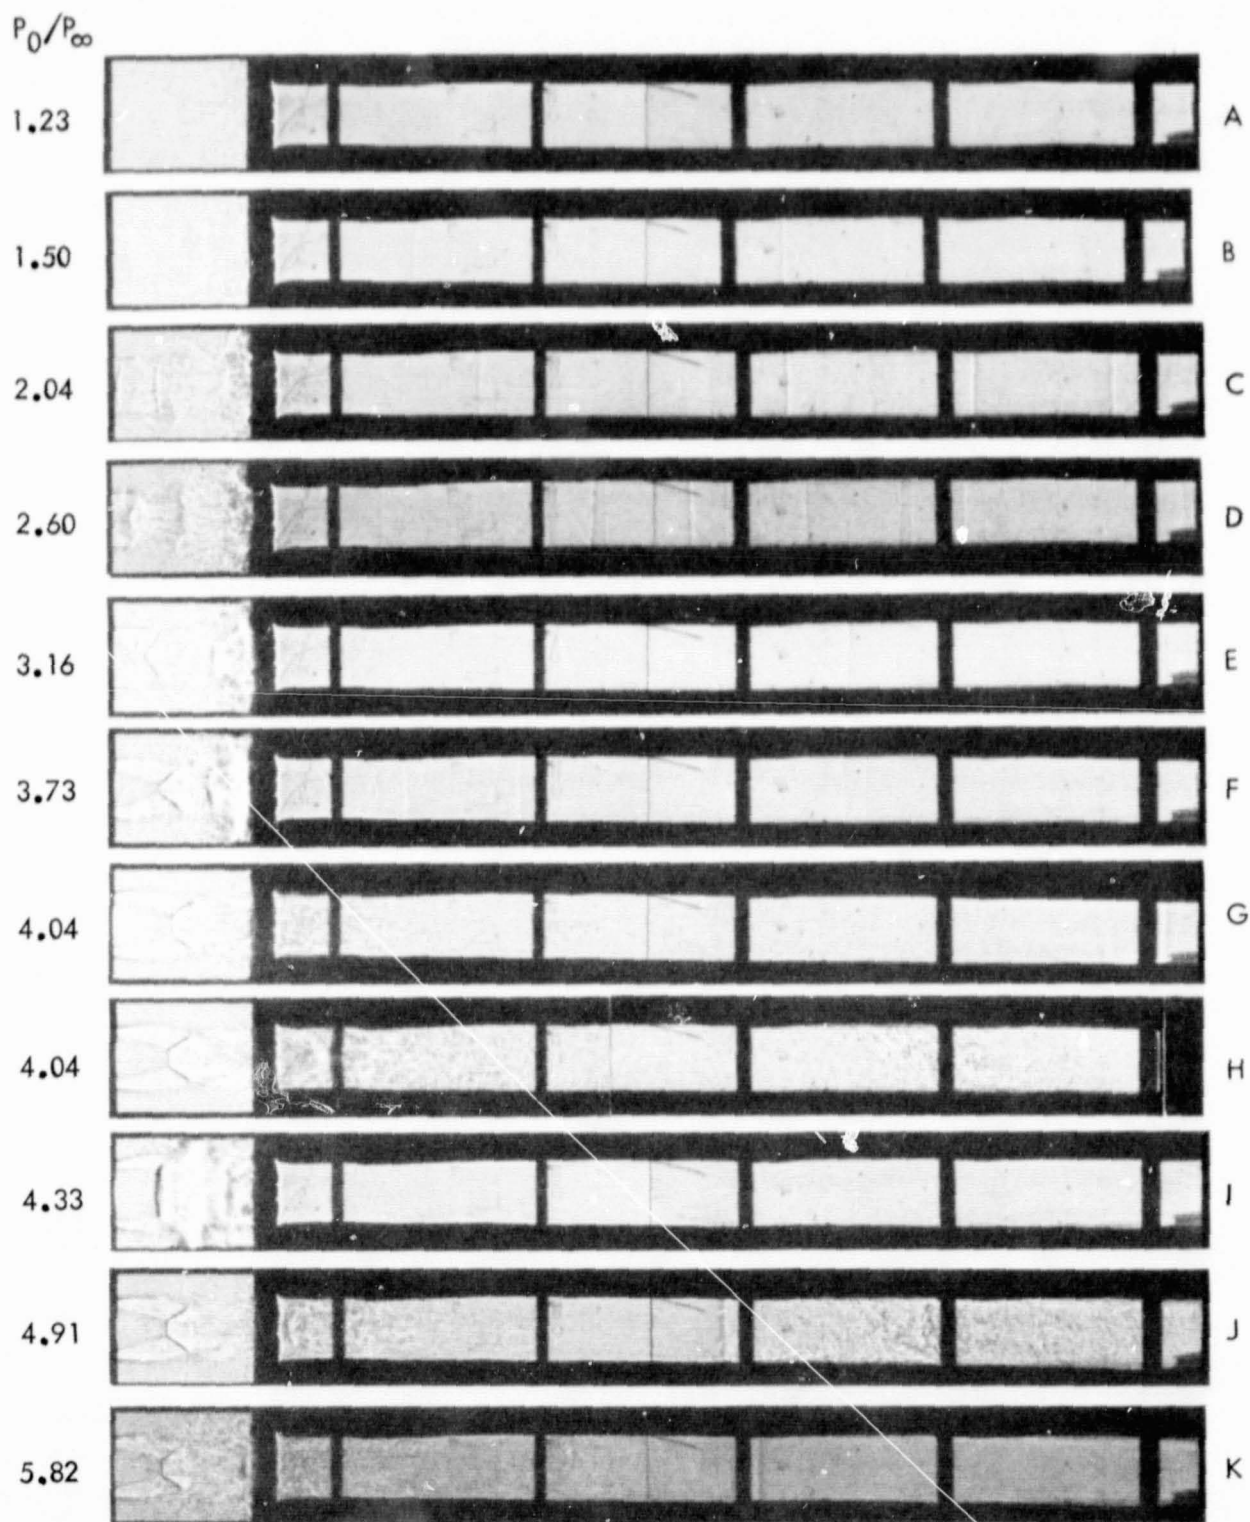 P0/P∞
1.23 A
1.50 B
2.04 C
2.60 D
3.16 E
3.73 F
4.04 G
4.04 H
4.33 I
4.91 J
5.82 K